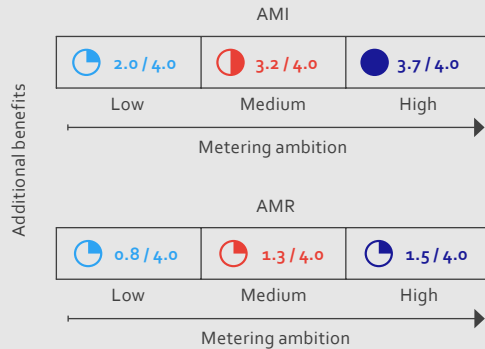 AMI
2.0 / 4.0 3.2 / 4.0 3.7 / 4.0
Low Medium High
Metering ambition
Additional benefits
AMR
0.8 / 4.0 1.3 / 4.0 1.5 / 4.0
Low Medium High
Metering ambition